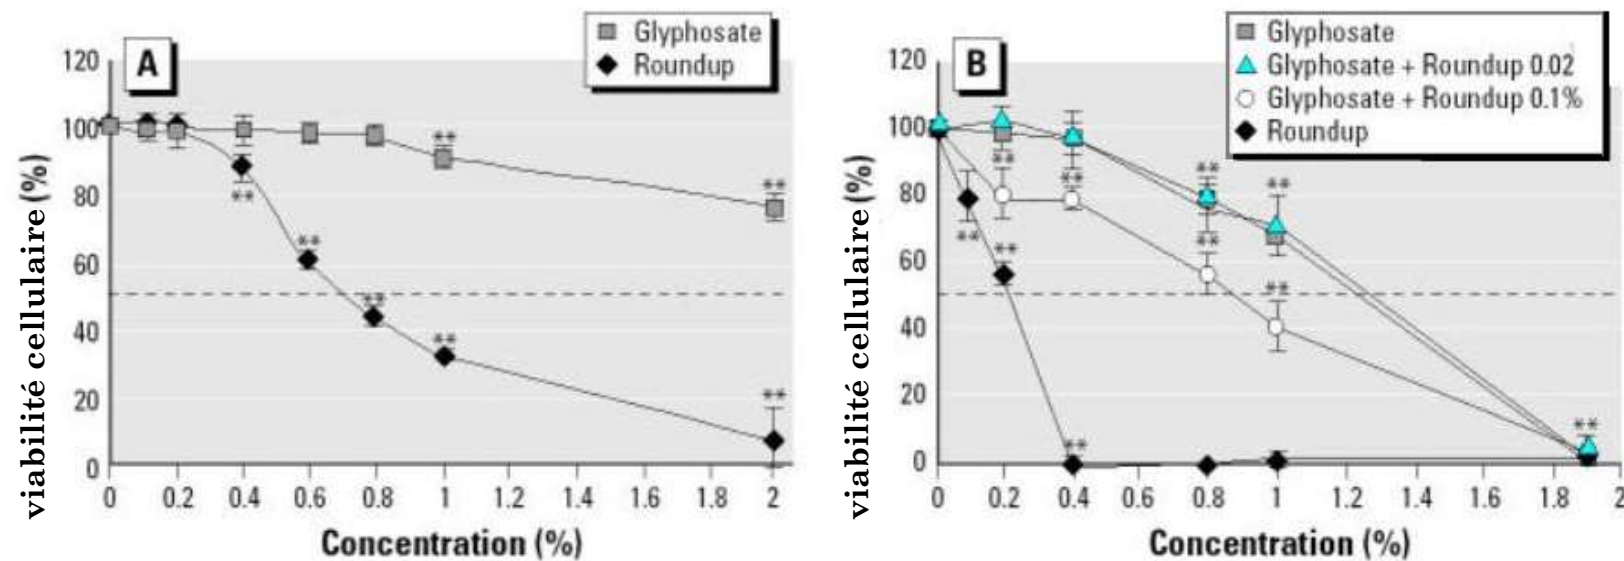 A
Glyphosate
Roundup
120
100
80
60
40
20
0
** ** ** ** ** ** ** **
0 0.2 0.4 0.6 0.8 1 1.2 1.4 1.6 1.8 2
viabilité cellulaire (%)
Concentration (%)
B
Glyphosate
Glyphosate + Roundup 0.02
Glyphosate + Roundup 0.1%
Roundup
120
100
80
60
40
20
0
** ** ** ** ** ** ** ** ** **
0 0.2 0.4 0.6 0.8 1 1.2 1.4 1.6 1.8 2
viabilité cellulaire (%)
Concentration (%)